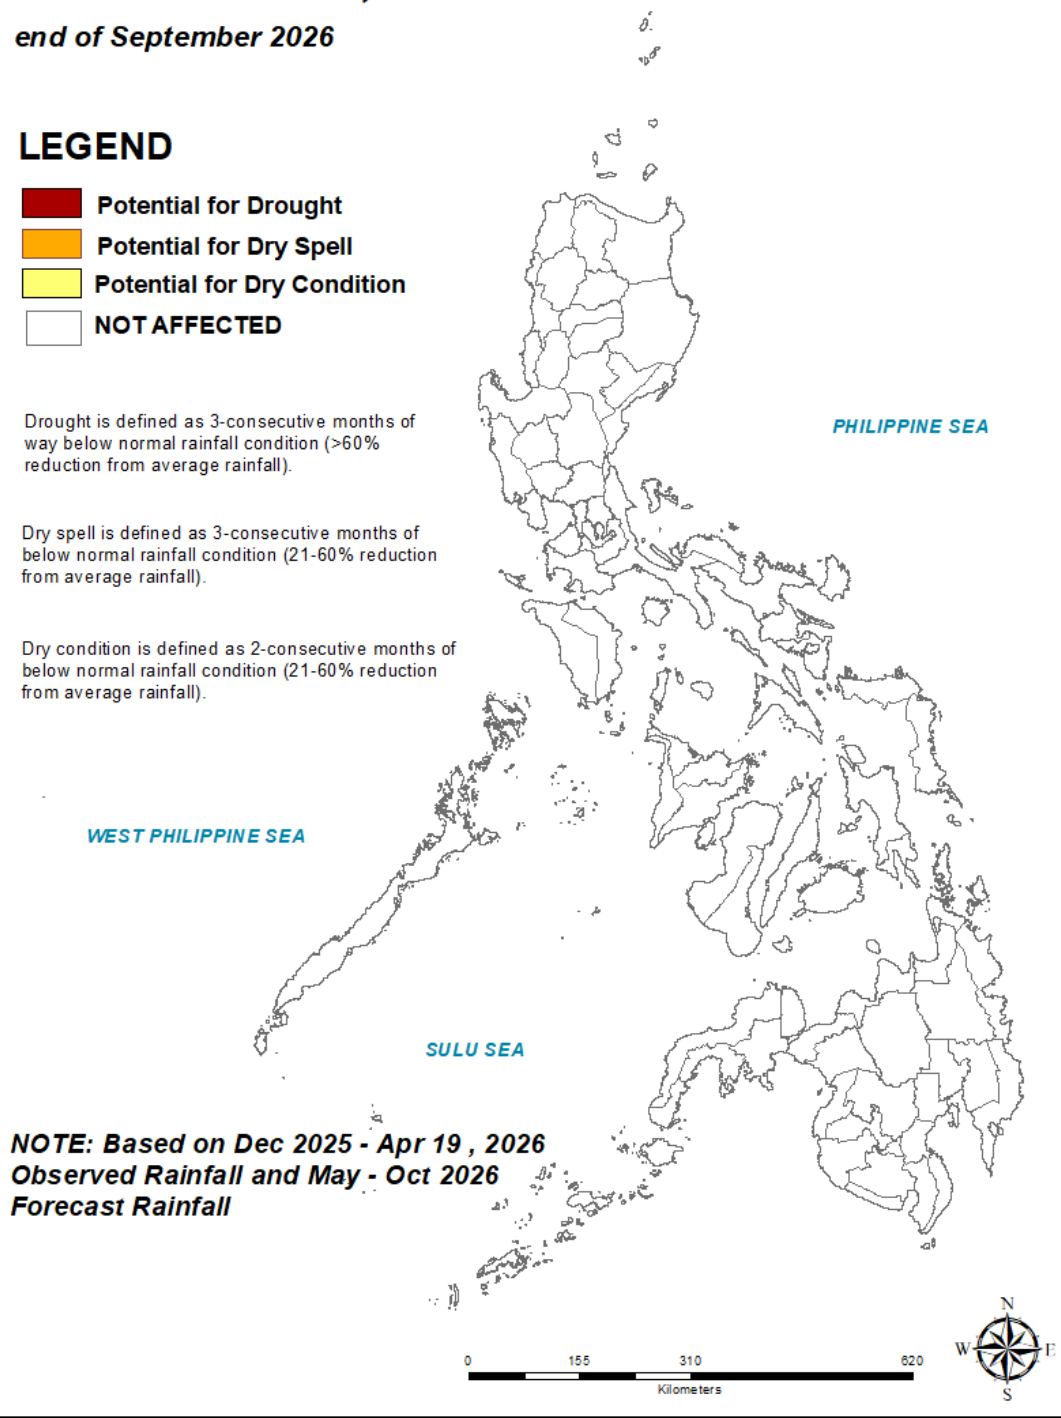 end of September 2026
LEGEND
Potential for Drought
Potential for Dry Spell
Potential for Dry Condition
NOT AFFECTED
Drought is defined as 3-consecutive months of
way below normal rainfall condition (>60%
reduction from average rainfall).
PHILIPPINE SEA
Dry spell is defined as 3-consecutive months of
below normal rainfall condition (21-60% reduction
from average rainfall).
Dry condition is defined as 2-consecutive months of
below normal rainfall condition (21-60% reduction
from average rainfall).
WEST PHILIPPINE SEA
SULU SEA
NOTE: Based on Dec 2025 - Apr 19 , 2026
Observed Rainfall and May - Oct 2026
Forecast Rainfall
N
W E
S
0 155 310 620
Kilometers